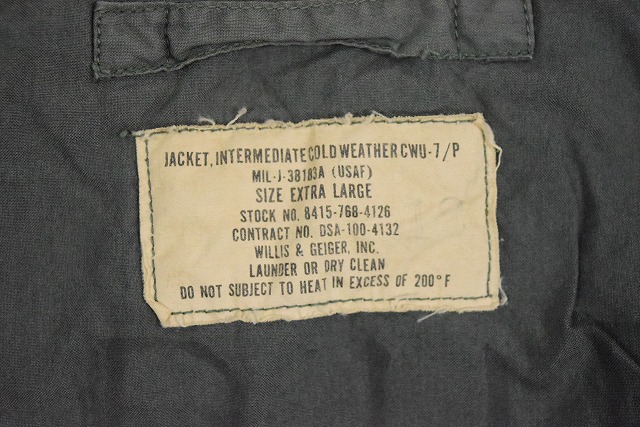 JACKET, INTERMEDIATE COLD WEATHER CWU-7/P
MIL-J-38183A (USAF)
SIZE EXTRA LARGE
STOCK NO. 8415-768-4126
CONTRACT NO. DSA-100-4132
WILLIS & GEIGER, INC.
LAUNDER OR DRY CLEAN
DO NOT SUBJECT TO HEAT IN EXCESS OF 200°F